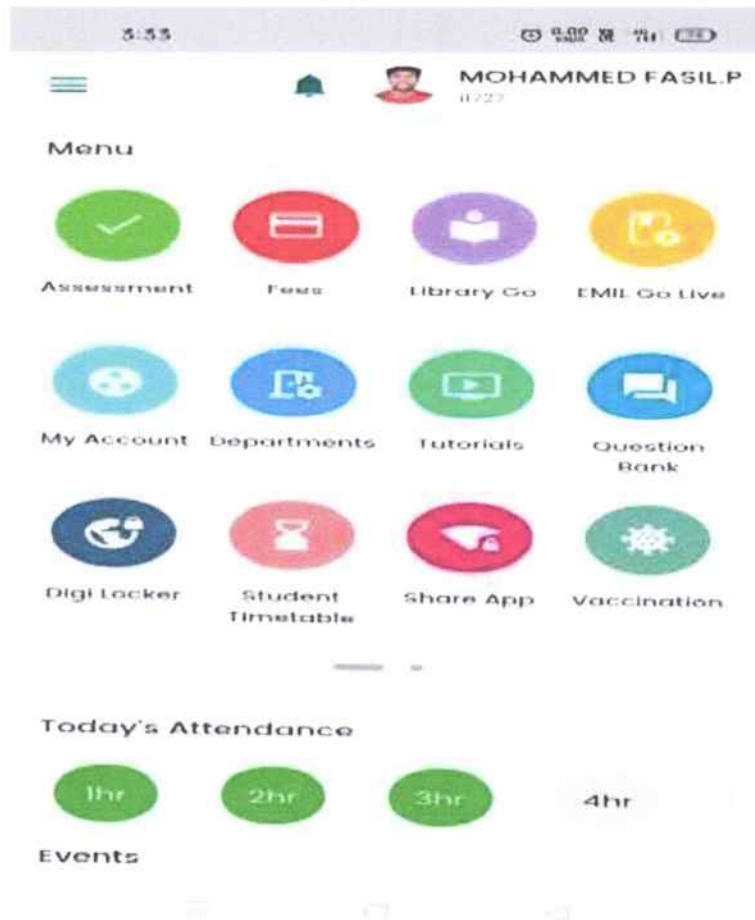 5:53
MOHAMMED FASIL.P
Menu
Assessment Fees Library Go EMIL Go Live
My Account Departments Tutorials Question
Bank
Digi Locker Student Share App Vaccination
Timetable
Today's Attendance
1hr 2hr 3hr 4hr
Events